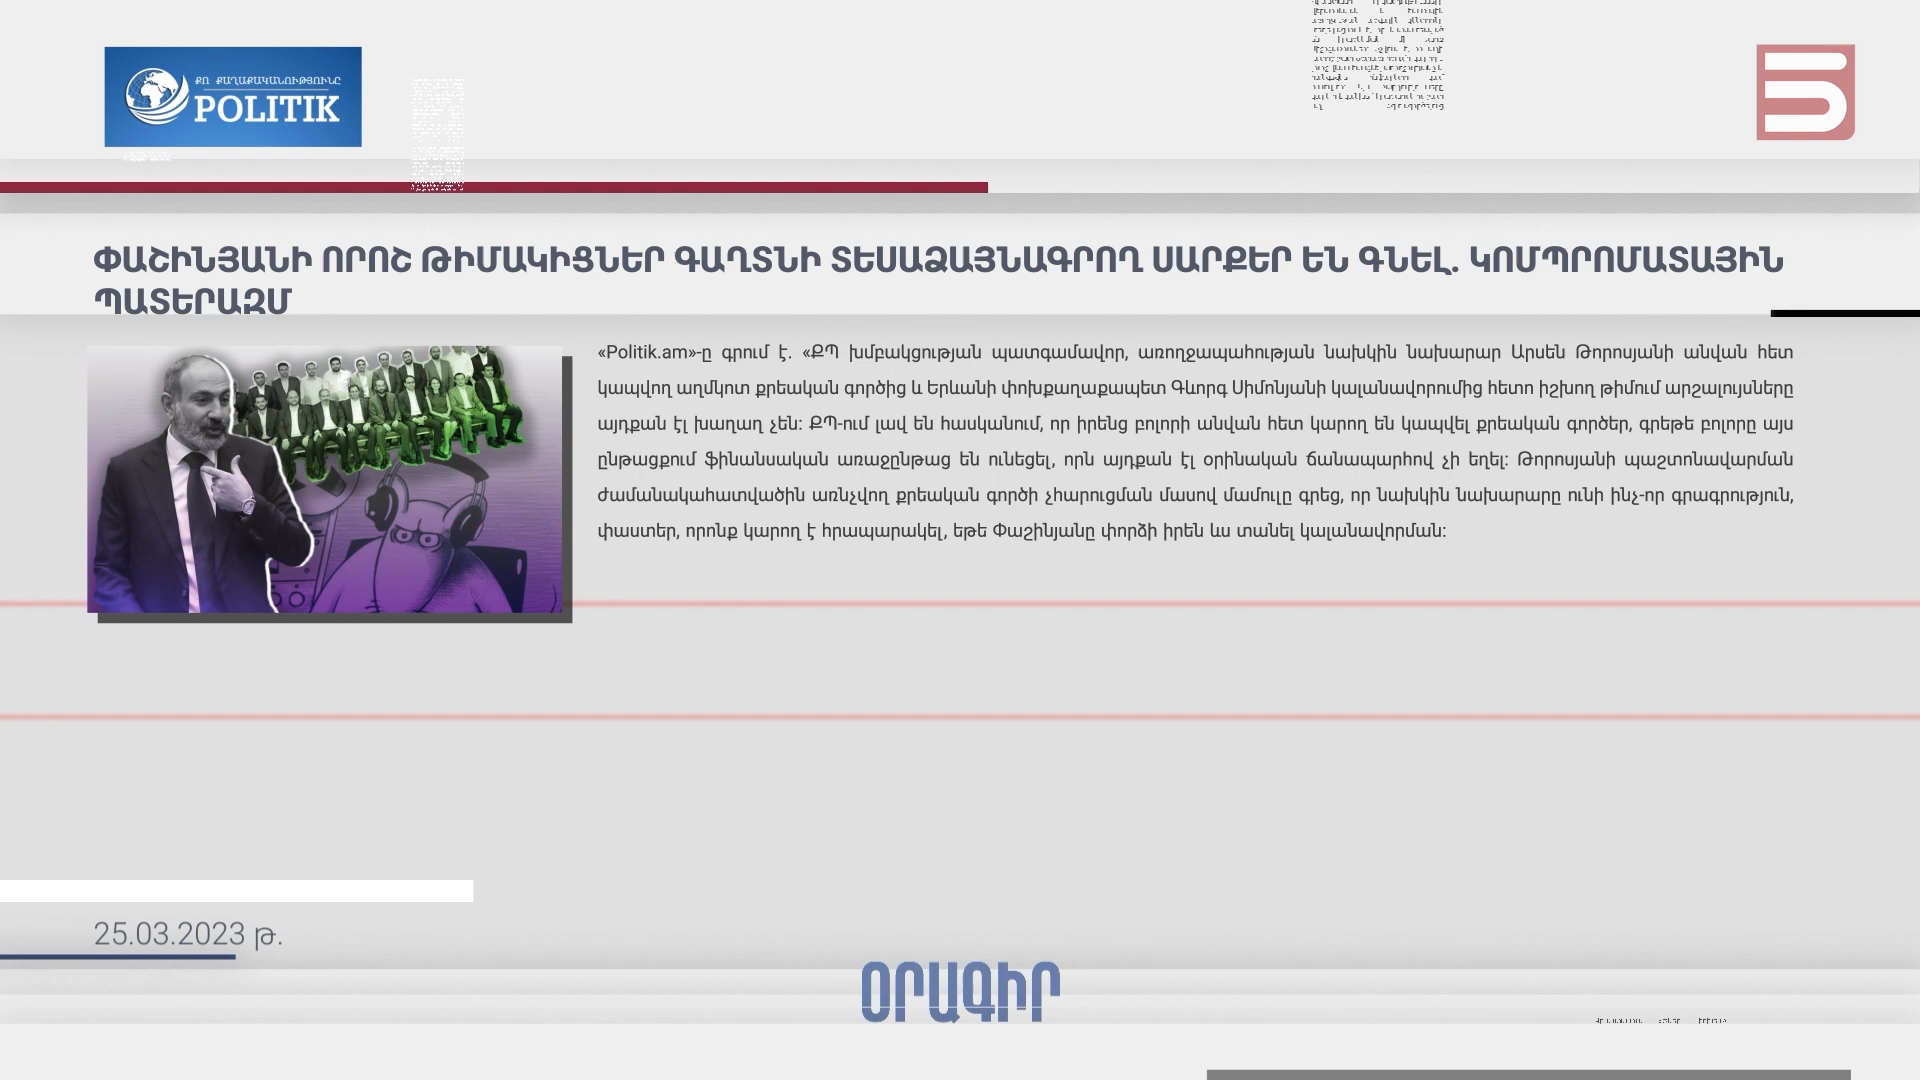 ՔՈ ՔԱՂԱՔԱԿԱՆՈՒԹՅՈՒՆԸ
POLITIK
5
ՓԱՇԻՆՅԱՆԻ ՈՐՈՇ ԹԻՄԱԿԻՑՆԵՐ ԳԱՂՏՆԻ ՏԵՍԱՁԱՅՆԱԳՐՈՂ ՍԱՐՔԵՐ ԵՆ ԳՆԵԼ. ԿՈՄՊՐՈՄԱՏԱՅԻՆ
ՊԱՏԵՐԱԶՄ
«Politik.am»-ը գրում է. «ՔՊ խմբակցության պատգամավոր, առողջապահության նախկին նախարար Արսեն Թորոսյանի անվան հետ
կապվող աղմկոտ քրեական գործից և Երևանի փոխքաղաքապետ Գևորգ Սիմոնյանի կալանավորումից հետո իշխող թիմում արշալույսները
այդքան էլ խաղաղ չեն: ՔՊ-ում լավ են հասկանում, որ իրենց բոլորի անվան հետ կարող են կապվել քրեական գործեր, գրեթե բոլորը այս
ընթացքում ֆինանսական առաջընթաց են ունեցել, որն այդքան էլ օրինական ճանապարհով չի եղել: Թորոսյանի պաշտոնավարման
ժամանակահատվածին առնչվող քրեական գործի չհարուցման մասով մամուլը գրեց, որ նախկին նախարարը ունի ինչ-որ գրագրություն,
փաստեր, որոնք կարող է հրապարակել, եթե Փաշինյանը փորձի իրեն ևս տանել կալանավորման:
25.03.2023 թ.
ՕՐԱԳԻՐ